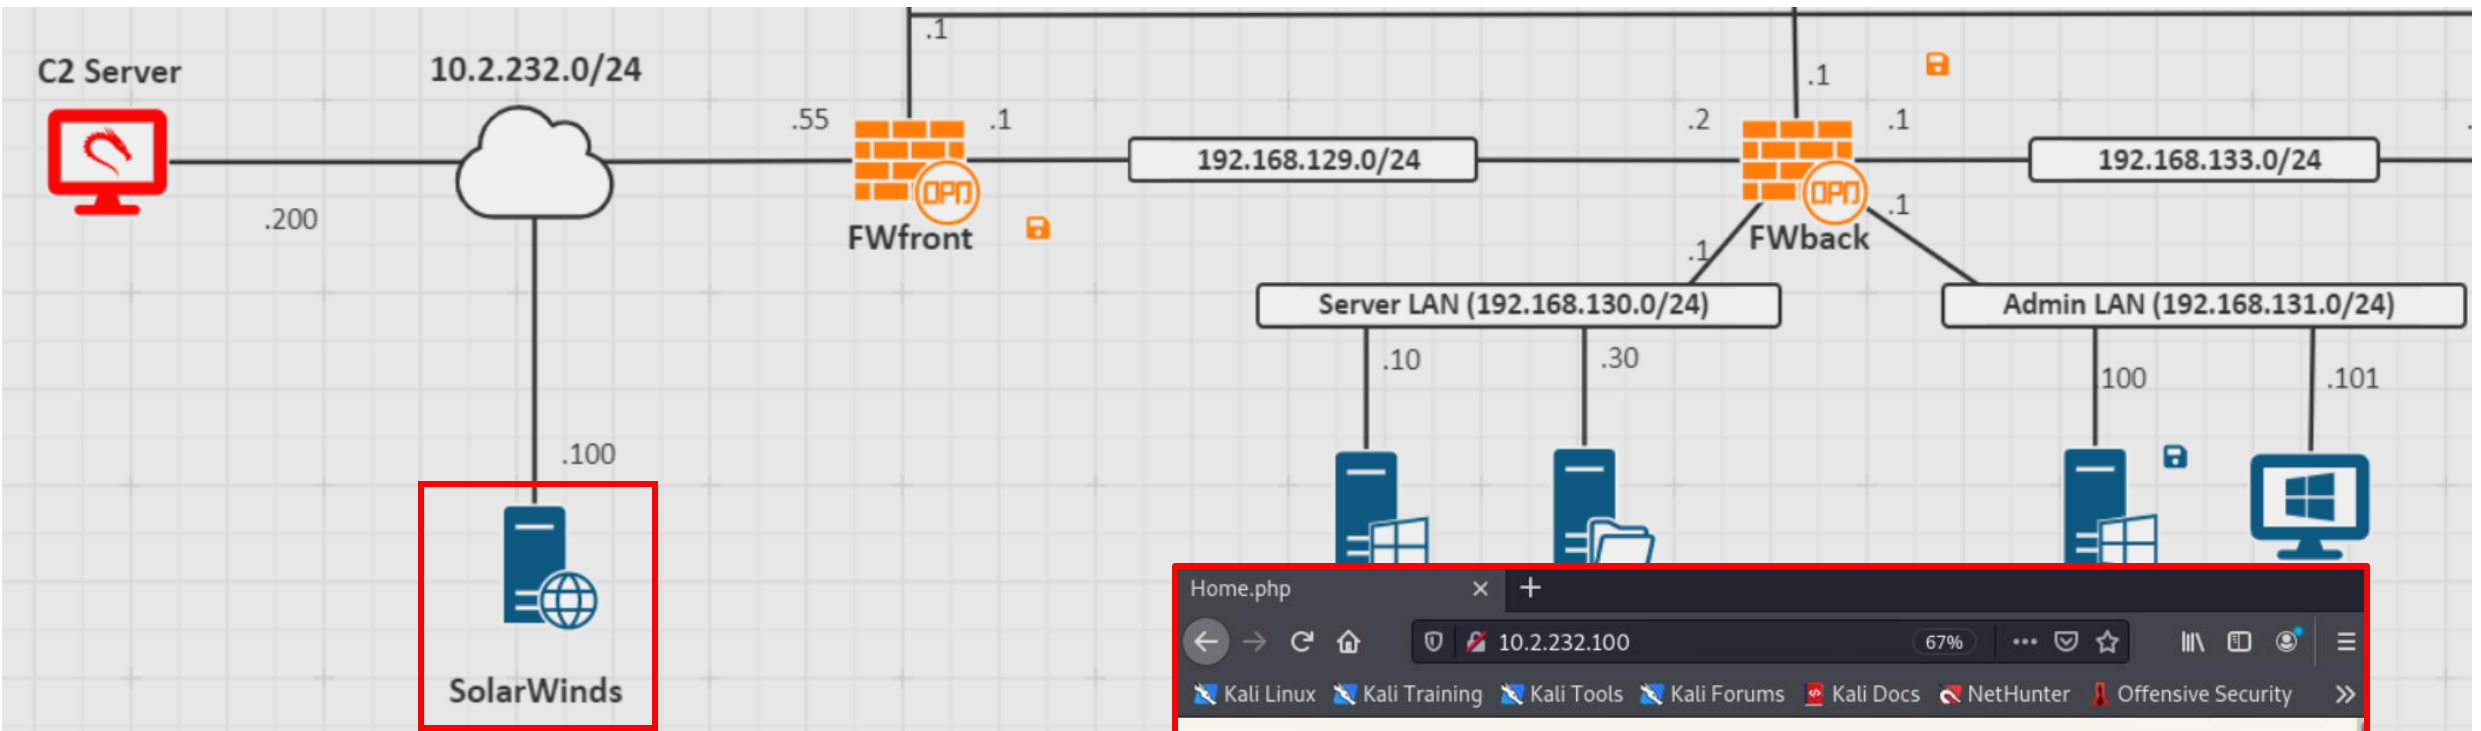 .1
C2 Server
10.2.232.0/24
.1
.55
.1
.2
.1
192.168.129.0/24
192.168.133.0/24
OPN
OPN
.200
.1
FWfront
FWback
.1
Server LAN (192.168.130.0/24)
Admin LAN (192.168.131.0/24)
.10
.30
.100
.101
.100
SolarWinds
Home.php
10.2.232.100
67%
Kali Linux Kali Training Kali Tools Kali Forums Kali Docs NetHunter Offensive Security